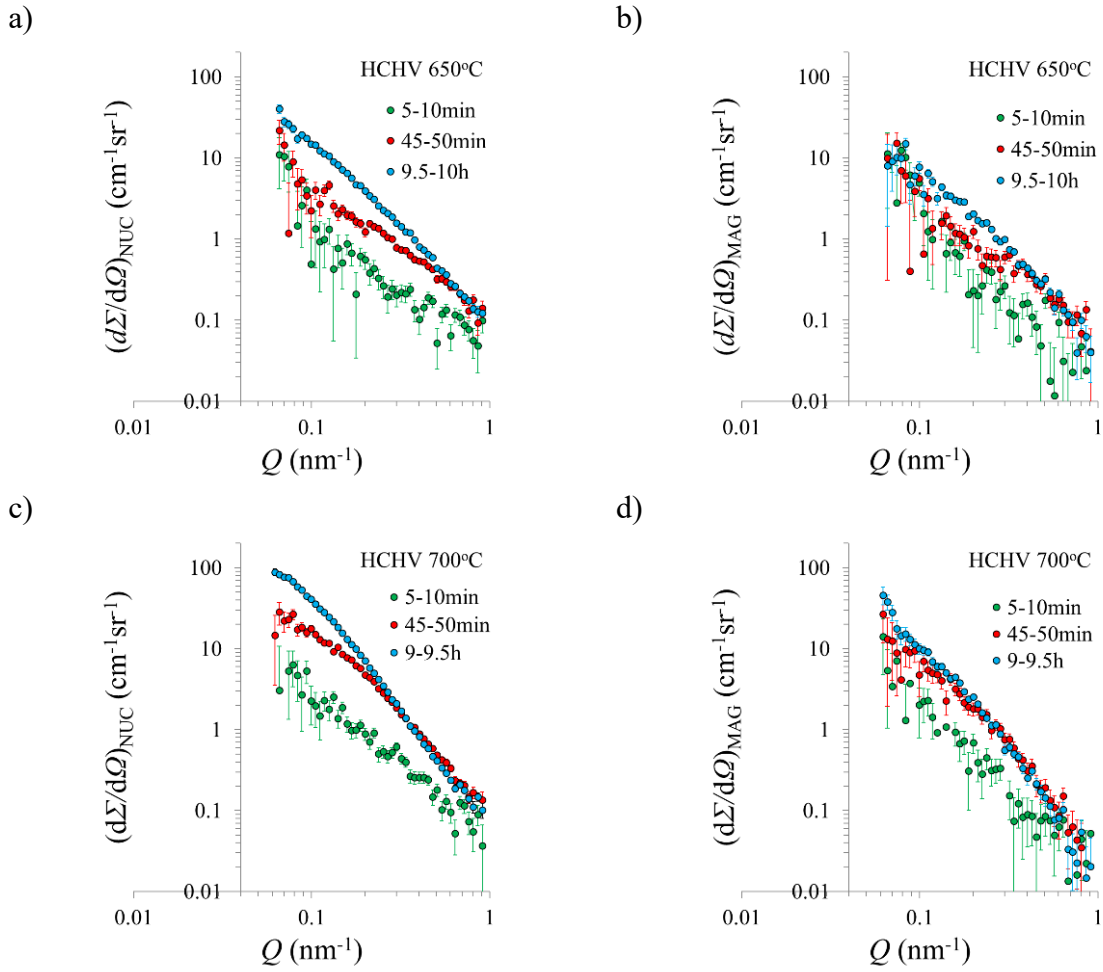 a)
(dΣ/dΩ)NUC (cm⁻¹sr⁻¹)
100
10
1
0.1
0.01
HCHV 650°C
5-10min
45-50min
9.5-10h
0.01
0.1
1
Q (nm⁻¹)
b)
(dΣ/dΩ)MAG (cm⁻¹sr⁻¹)
100
10
1
0.1
0.01
HCHV 650°C
5-10min
45-50min
9.5-10h
0.01
0.1
1
Q (nm⁻¹)
c)
(dΣ/dΩ)NUC (cm⁻¹sr⁻¹)
100
10
1
0.1
0.01
HCHV 700°C
5-10min
45-50min
9-9.5h
0.01
0.1
1
Q (nm⁻¹)
d)
(dΣ/dΩ)MAG (cm⁻¹sr⁻¹)
100
10
1
0.1
0.01
HCHV 700°C
5-10min
45-50min
9-9.5h
0.01
0.1
1
Q (nm⁻¹)